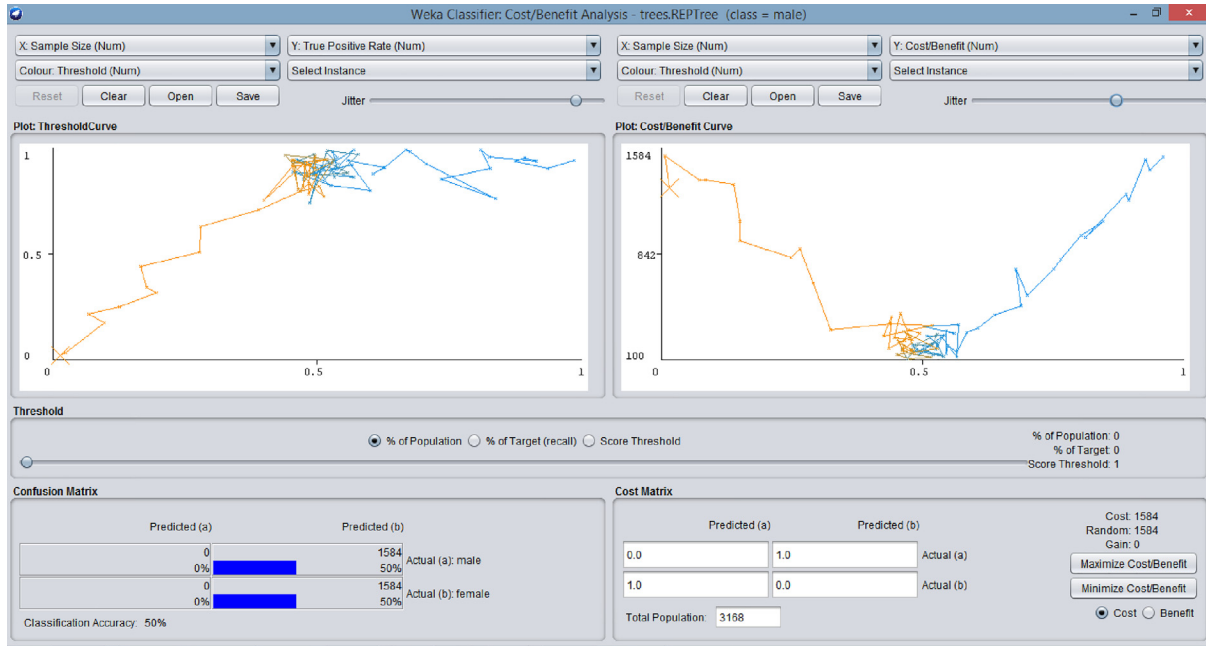 Weka Classifier: Cost/Benefit Analysis - trees.REPTree (class = male)
X: Sample Size (Num)
Y: True Positive Rate (Num)
Colour: Threshold (Num)
Select Instance
Reset
Clear
Open
Save
Jitter
Plot: ThresholdCurve
1
0.5
0
0
0.5
1
X: Sample Size (Num)
Y: Cost/Benefit (Num)
Colour: Threshold (Num)
Select Instance
Reset
Clear
Open
Save
Jitter
Plot: Cost/Benefit Curve
1584
842
100
0
0.5
1
Threshold
% of Population
% of Target (recall)
Score Threshold
% of Population: 0
% of Target: 0
Score Threshold: 1
Confusion Matrix
Predicted (a)
Predicted (b)
0
0%
1584
50%
Actual (a): male
0
0%
1584
50%
Actual (b): female
Classification Accuracy: 50%
Cost Matrix
Predicted (a)
Predicted (b)
0.0
1.0
Actual (a)
1.0
0.0
Actual (b)
Total Population: 3168
Cost: 1584
Random: 1584
Gain: 0
Maximize Cost/Benefit
Minimize Cost/Benefit
Cost
Benefit